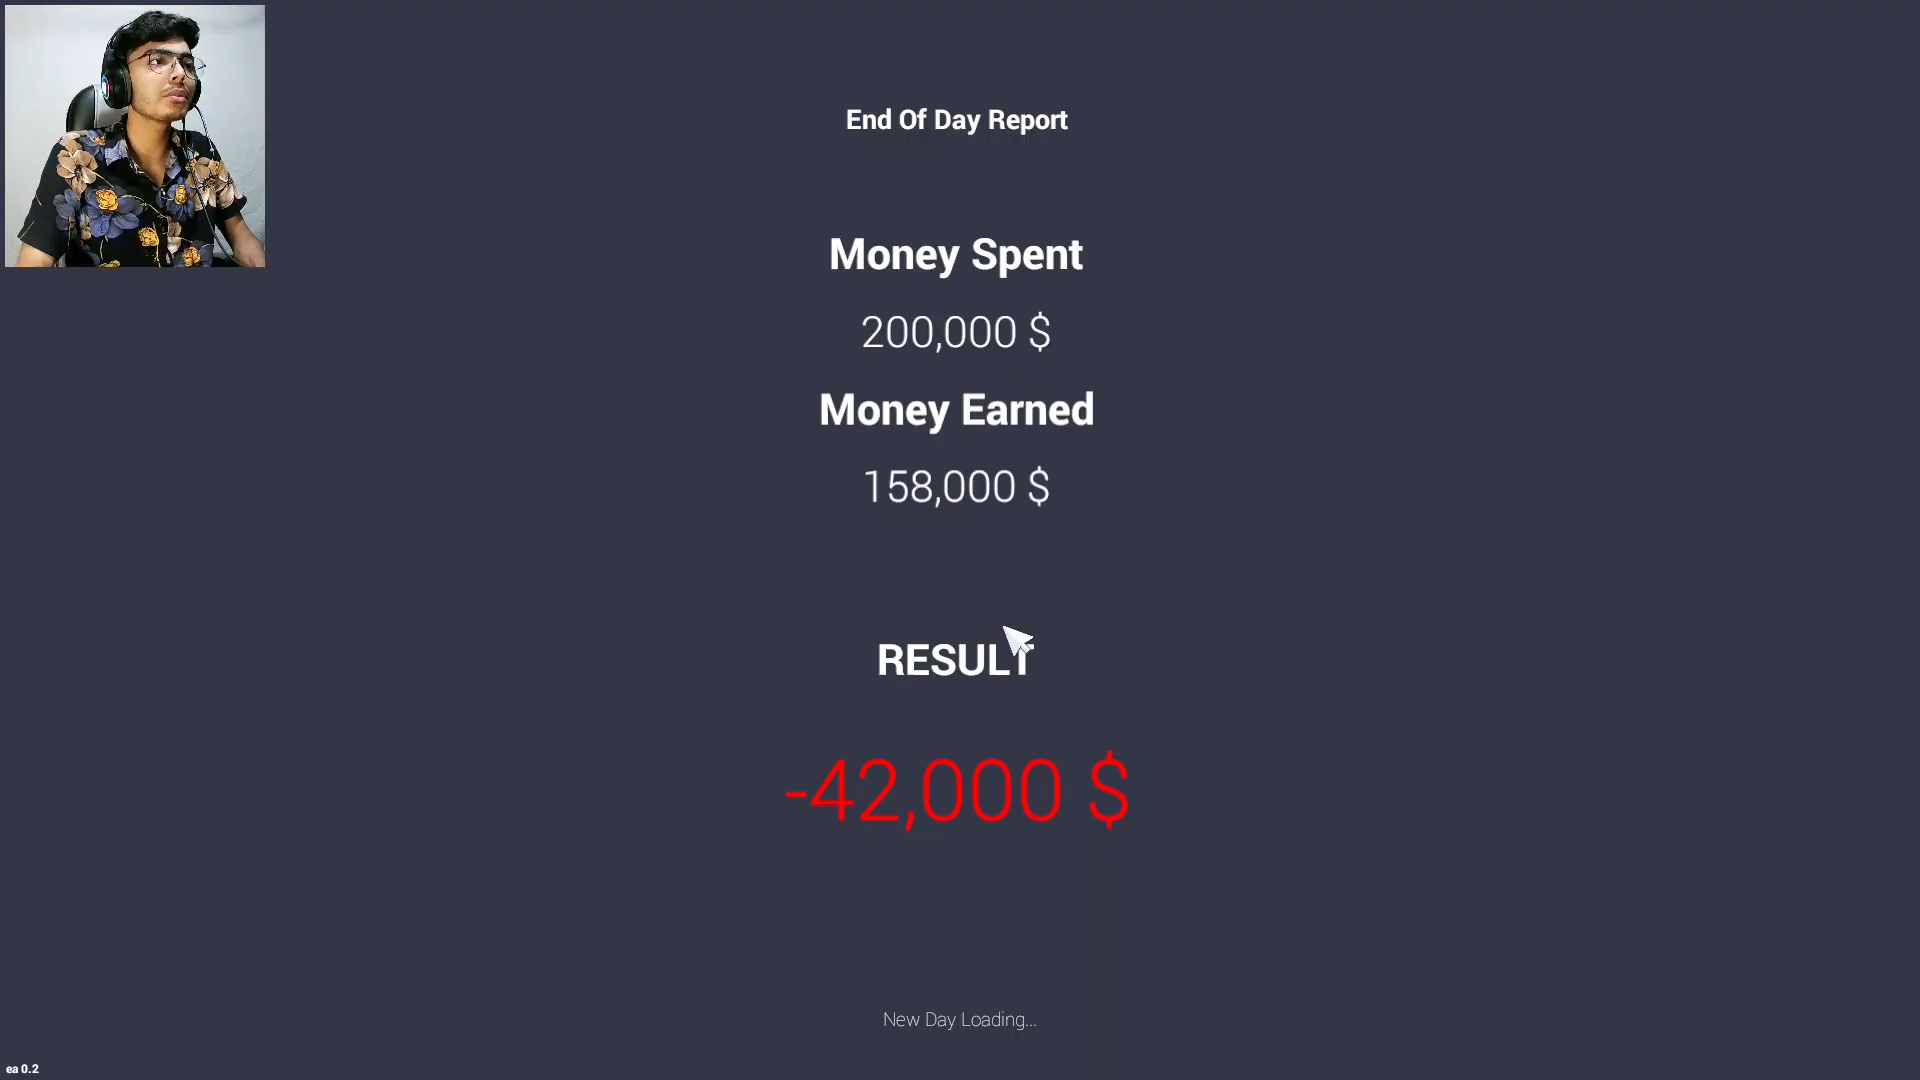 End Of Day Report
Money Spent
200,000 $
Money Earned
158,000 $
RESULT
-42,000 $
New Day Loading...
ea 0.2